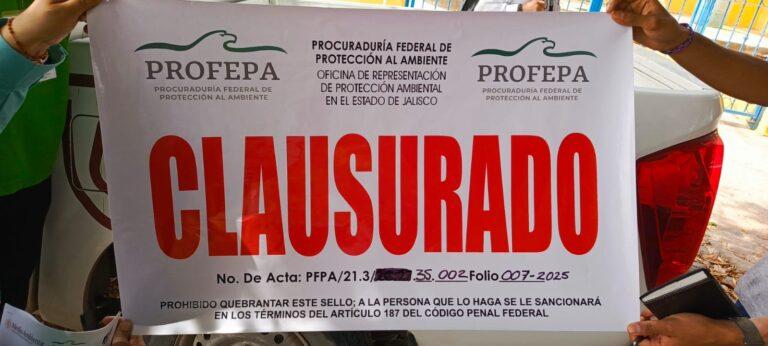 PROFEPA
PROCURADURÍA FEDERAL DE
PROTECCIÓN AL AMBIENTE
PROCURADURÍA FEDERAL DE
PROTECCIÓN AL AMBIENTE
OFICINA DE REPRESENTACIÓN
DE PROTECCIÓN AMBIENTAL
EN EL ESTADO DE JALISCO
PROFEPA
PROCURADURÍA FEDERAL DE
PROTECCIÓN AL AMBIENTE
CLAUSURADO
No. De Acta: PFPA/21.3/ .35.002 Folio 007-2025
PROHIBIDO QUEBRANTAR ESTE SELLO; A LA PERSONA QUE LO HAGA SE LE SANCIONARÁ
EN LOS TÉRMINOS DEL ARTÍCULO 187 DEL CÓDIGO PENAL FEDERAL